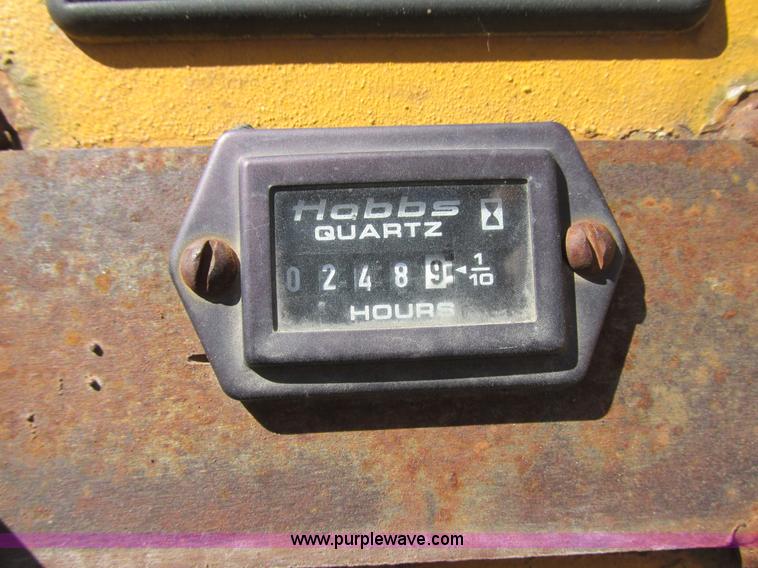 Hobbs
QUARTZ
0 2 4 8 9 1/10
HOURS
www.purplewave.com